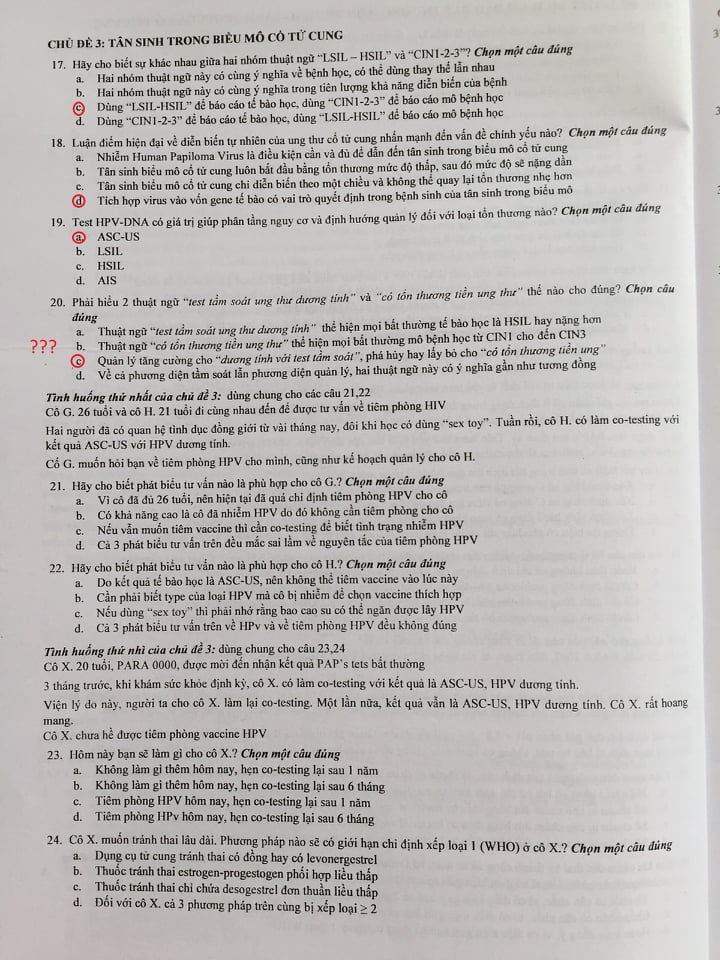 CHỦ ĐỀ 3: TÂN SINH TRONG BIỂU MÔ CỔ TỬ CUNG
17. Hãy cho biết sự khác nhau giữa hai nhóm thuật ngữ “LSIL – HSIL” và “CIN1-2-3”? Chọn một câu đúng
a. Hai nhóm thuật ngữ này có cùng ý nghĩa về bệnh học, có thể dùng thay thế lẫn nhau
b. Hai nhóm thuật ngữ này có cùng ý nghĩa trong tiên lượng khả năng diễn biến của bệnh
c. Dùng “LSIL-HSIL” để báo cáo tế bào học, dùng “CIN1-2-3” để báo cáo mô bệnh học
d. Dùng “CIN1-2-3” để báo cáo tế bào học, dùng “LSIL-HSIL” để báo cáo mô bệnh học
18. Luận điểm hiện đại về diễn biến tự nhiên của ung thư cổ tử cung nhấn mạnh đến vấn đề chính yếu nào? Chọn một câu đúng
a. Nhiễm Human Papiloma Virus là điều kiện cần và đủ để dẫn đến tân sinh trong biểu mô cổ tử cung
b. Tân sinh biểu mô cổ tử cung luôn bắt đầu bằng tổn thương mức độ thấp, sau đó mức độ sẽ nặng dần
c. Tân sinh biểu mô cổ tử cung chỉ diễn biến theo một chiều và không thể quay lại tổn thương nhẹ hơn
d. Tích hợp virus vào vốn gene tế bào có vai trò quyết định trong bệnh sinh của tân sinh trong biểu mô
19. Test HPV-DNA có giá trị giúp phân tầng nguy cơ và định hướng quản lý đối với loại tổn thương nào? Chọn một câu đúng
a. ASC-US
b. LSIL
c. HSIL
d. AIS
20. Phải hiểu 2 thuật ngữ “test tầm soát ung thư dương tính” và “có tổn thương tiền ung thư” thế nào cho đúng? Chọn câu
đúng
a. Thuật ngữ “test tầm soát ung thư dương tính” thể hiện mọi bất thường tế bào học là HSIL hay nặng hơn
??? b. Thuật ngữ “có tổn thương tiền ung thư” thể hiện mọi bất thường mô bệnh học từ CIN1 cho đến CIN3
c. Quản lý tăng cường cho “dương tính với test tầm soát”, phá hủy hay lấy bỏ cho “có tổn thương tiền ung”
d. Về cả phương diện tầm soát lẫn phương diện quản lý, hai thuật ngữ này có ý nghĩa gần như tương đồng
Tình huống thứ nhất của chủ đề 3: dùng chung cho các câu 21,22
Cô G. 26 tuổi và cô H. 21 tuổi đi cùng nhau đến để được tư vấn về tiêm phòng HIV
Hai người đã có quan hệ tình dục đồng giới từ vài tháng nay, đôi khi học có dùng “sex toy”. Tuần rồi, cô H. có làm co-testing với
kết quả ASC-US với HPV dương tính.
Cố G. muốn hỏi bạn về tiêm phòng HPV cho mình, cũng như kế hoạch quản lý cho cô H.
21. Hãy cho biết phát biểu tư vấn nào là phù hợp cho cô G.? Chọn một câu đúng
a. Vì cô đã đủ 26 tuổi, nên hiện tại đã quá chỉ định tiêm phòng HPV cho cô
b. Có khả năng cao là cô đã nhiễm HPV do đó không cần tiêm phòng cho cô
c. Nếu vẫn muốn tiêm vaccine thì cần co-testing để biết tình trạng nhiễm HPV
d. Cả 3 phát biểu tư vấn trên đều mắc sai lầm về nguyên tắc của tiêm phòng HPV
22. Hãy cho biết phát biểu tư vấn nào là phù hợp cho cô H.? Chọn một câu đúng
a. Do kết quả tế bào học là ASC-US, nên không thể tiêm vaccine vào lúc này
b. Cần phải biết type của loại HPV mà cô bị nhiễm để chọn vaccine thích hợp
c. Nếu dùng “sex toy” thì phải nhớ rằng bao cao su có thể ngăn được lây HPV
d. Cả 3 phát biểu tư vấn trên về HPv và về tiêm phòng HPV đều không đúng
Tình huống thứ nhì của chủ đề 3: dùng chung cho câu 23,24
Cô X. 20 tuổi, PARA 0000, được mời đến nhận kết quả PAP’s tets bất thường
3 tháng trước, khi khám sức khỏe định kỳ, cô X. có làm co-testing với kết quả là ASC-US, HPV dương tính.
Viện lý do này, người ta cho cô X. làm lại co-testing. Một lần nữa, kết quả vẫn là ASC-US, HPV dương tính. Cô X. rất hoang
mang.
Cô X. chưa hề được tiêm phòng vaccine HPV
23. Hôm này bạn sẽ làm gì cho cô X.? Chọn một câu đúng
a. Không làm gì thêm hôm nay, hẹn co-testing lại sau 1 năm
b. Không làm gì thêm hôm nay, hẹn co-testing lại sau 6 tháng
c. Tiêm phòng HPV hôm nay, hẹn co-testing lại sau 1 năm
d. Tiêm phòng HPv hôm nay, hẹn co-testing lại sau 6 tháng
24. Cô X. muốn tránh thai lâu dài. Phương pháp nào sẽ có giới hạn chỉ định xếp loại 1 (WHO) ở cô X.? Chọn một câu đúng
a. Dụng cụ tử cung tránh thai có đồng hay có levonergestrel
b. Thuốc tránh thai estrogen-progestogen phối hợp liều thấp
c. Thuốc tránh thai chỉ chứa desogestrel đơn thuần liều thấp
d. Đối với cô X. cả 3 phương pháp trên cùng bị xếp loại ≥ 2